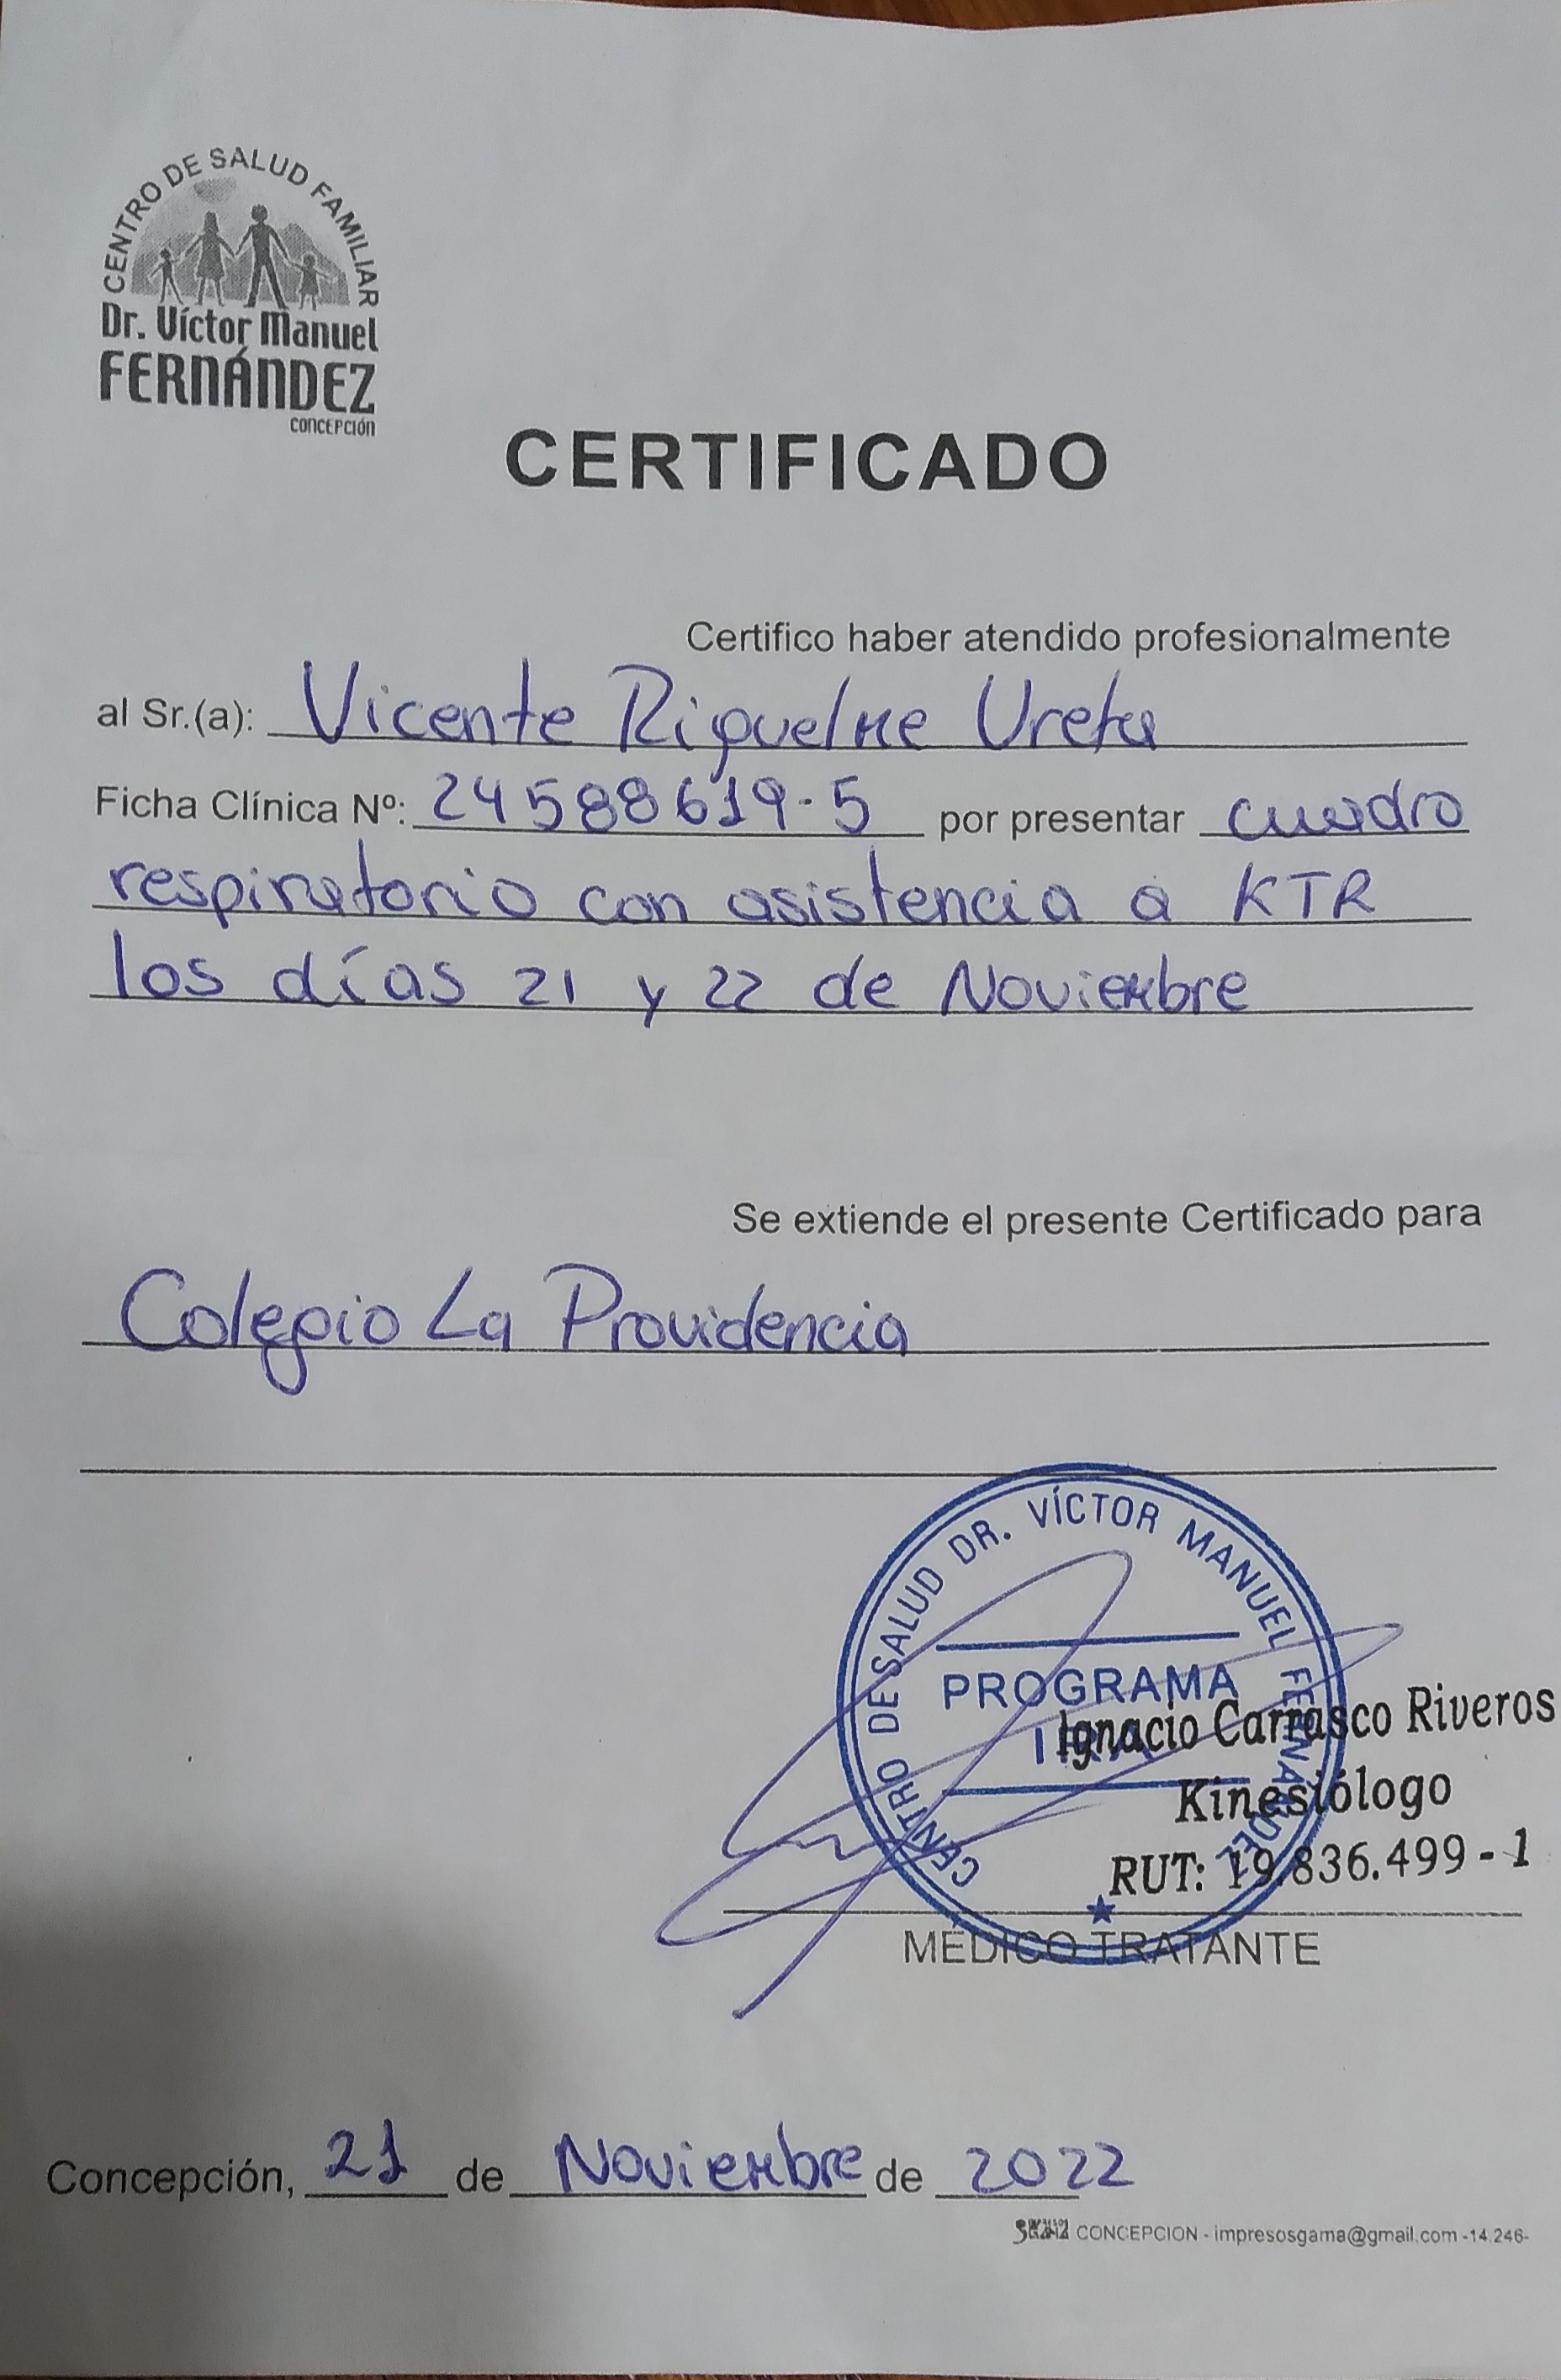 CENTRO DE SALUD FAMILIAR
Dr. Víctor Manuel
FERNÁNDEZ
CONCEPCIÓN
CERTIFICADO
Certifico haber atendido profesionalmente
al Sr.(a): Vicente Riquelme Ureta
Ficha Clínica Nº: 24588619-5 por presentar cuadro
respiratorio con asistencia a KTR
los días 21 y 22 de Noviembre
Se extiende el presente Certificado para
Colegio La Providencia
CENTRO DE SALUD DR. VÍCTOR MANUEL FERNÁNDEZ
PROGRAMA
IRA
Ignacio Carrasco Riveros
Kinesiólogo
RUT: 19.836.499-1
MÉDICO TRATANTE
Concepción, 21 de Noviembre de 2022
CONCEPCION - impresosgama@gmail.com -14.246-